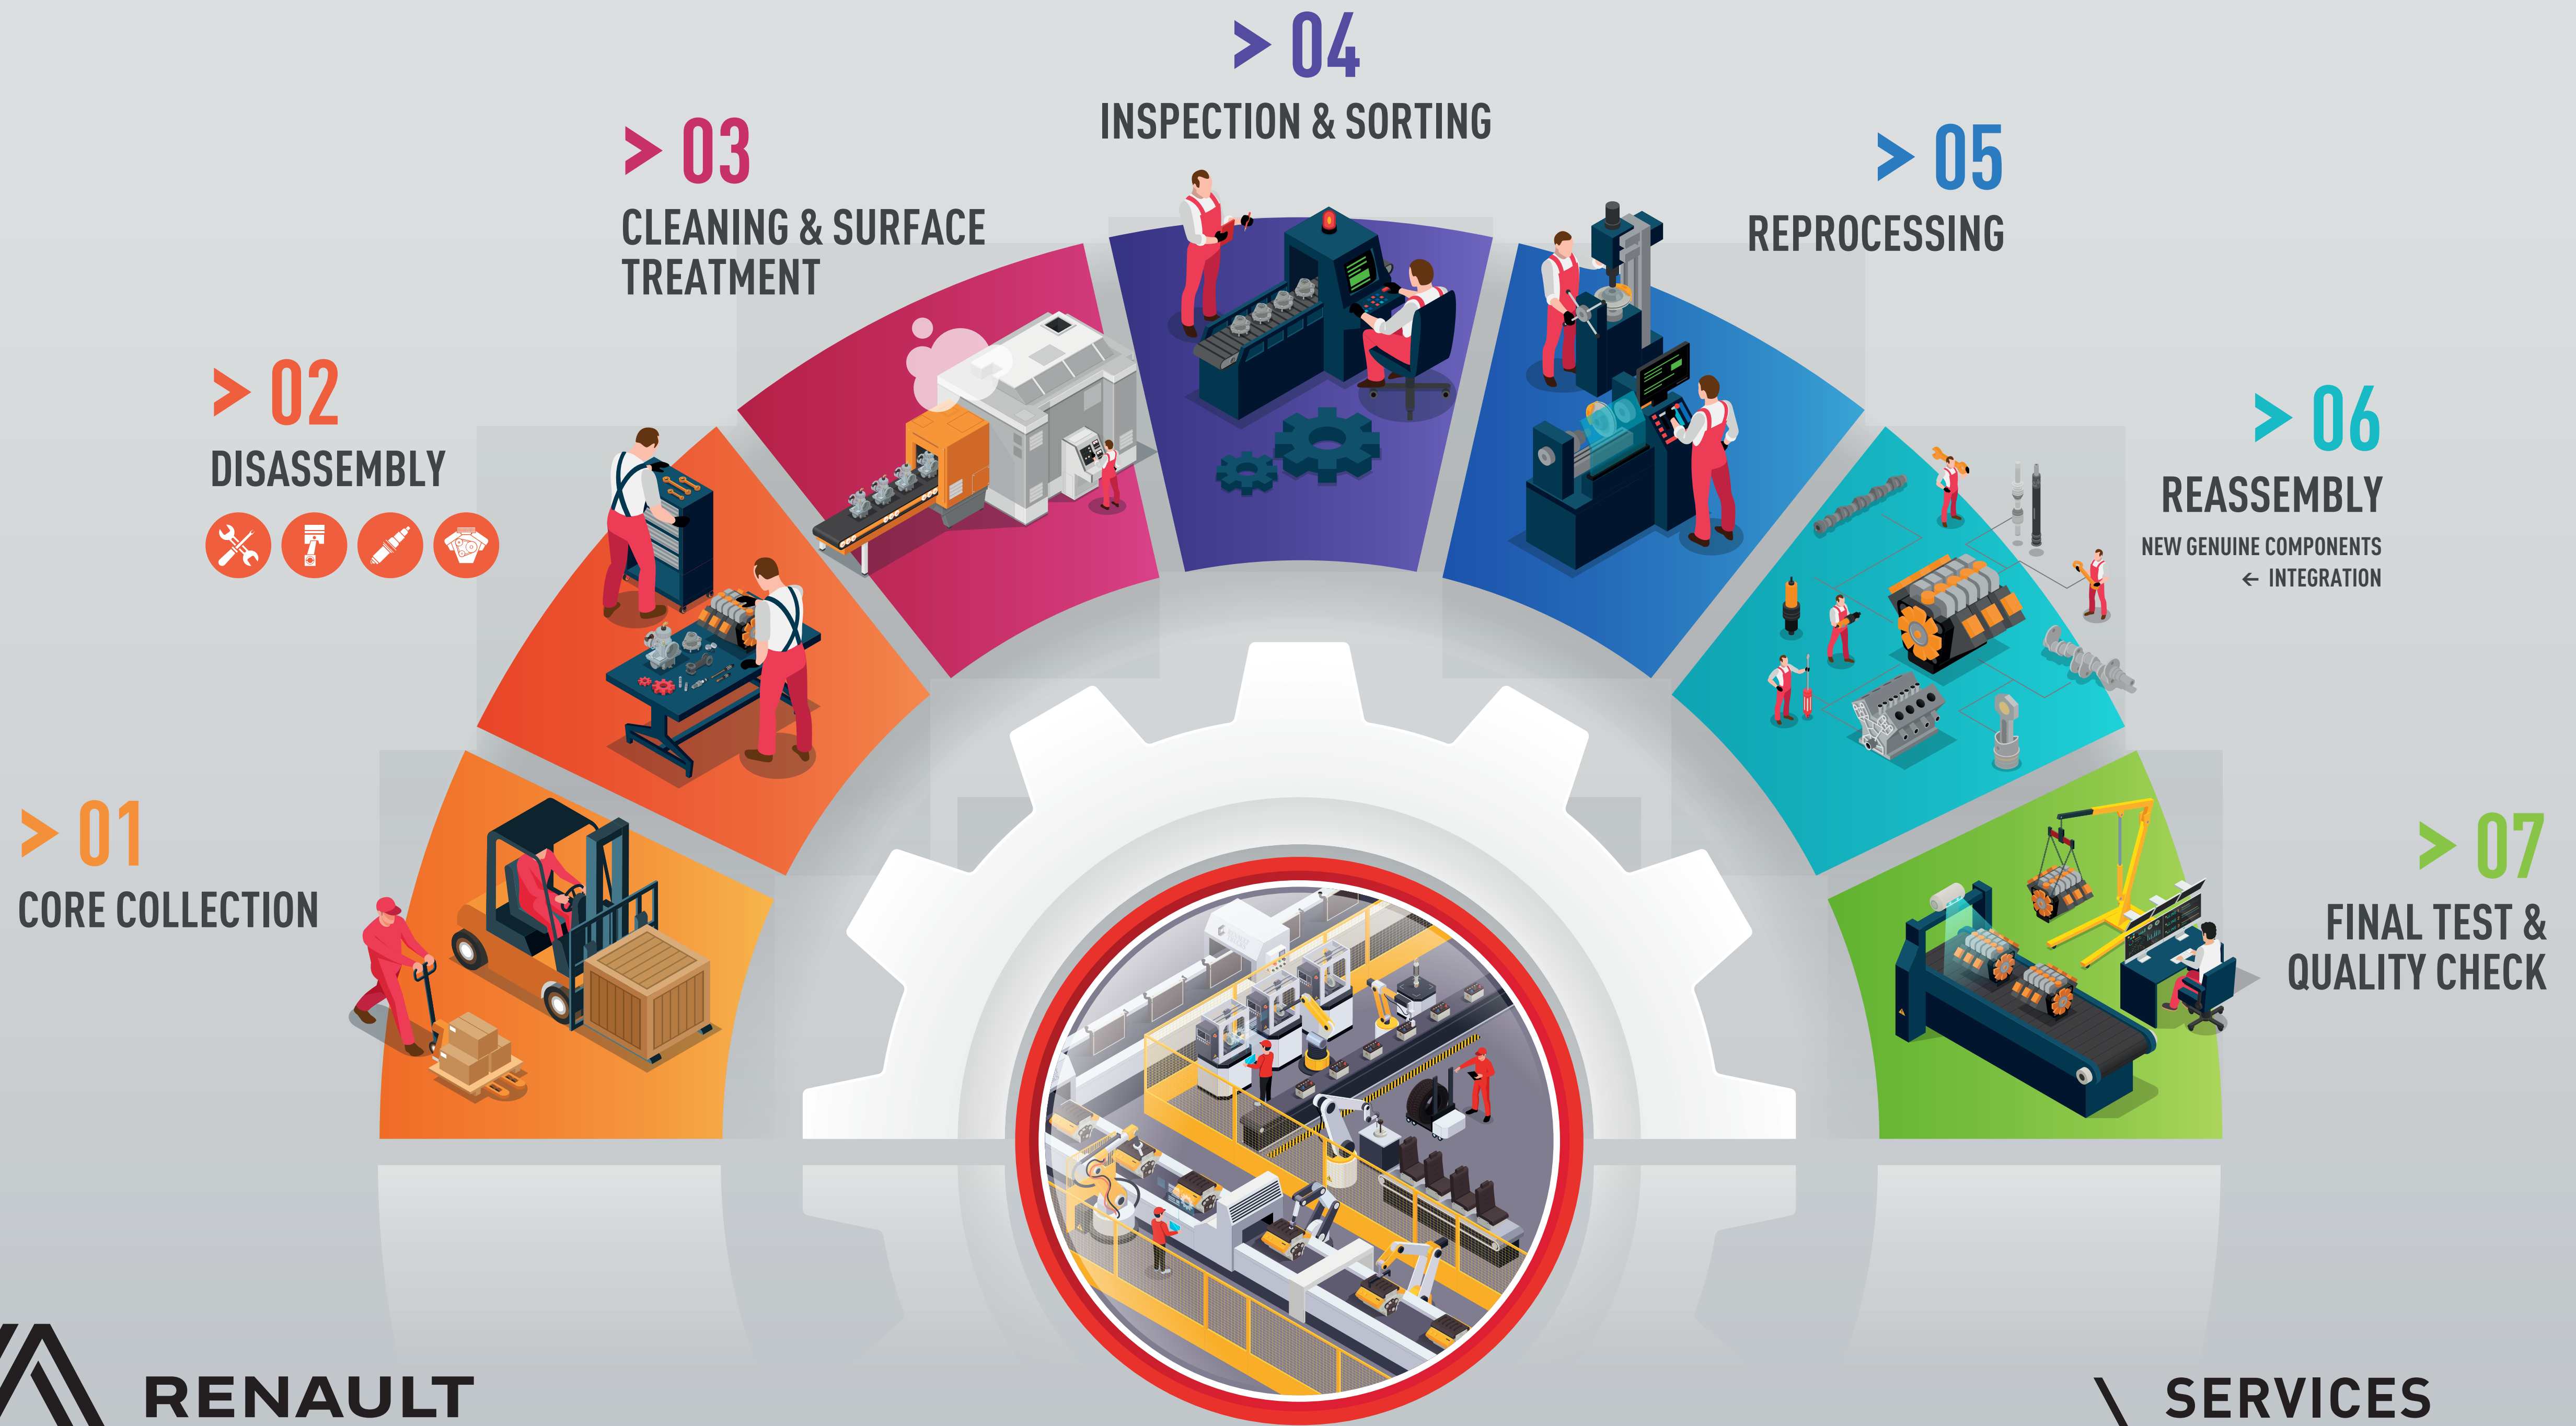 > 01
CORE COLLECTION
> 02
DISASSEMBLY
> 03
CLEANING & SURFACE
TREATMENT
> 04
INSPECTION & SORTING
> 05
REPROCESSING
> 06
REASSEMBLY
NEW GENUINE COMPONENTS
← INTEGRATION
> 07
FINAL TEST &
QUALITY CHECK
RENAULT
SERVICES